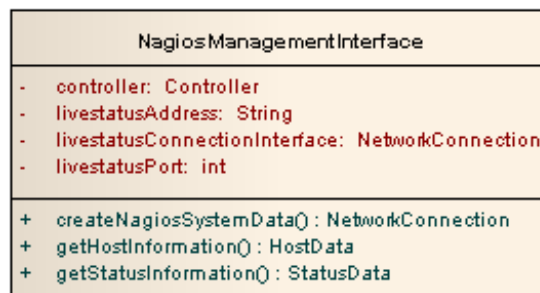 NagiosManagementInterface
- controller: Controller
- livestatusAddress: String
- livestatusConnectionInterface: NetworkConnection
- livestatusPort: int
+ createNagiosSystemData() : NetworkConnection
+ getHostInformation() : HostData
+ getStatusInformation() : StatusData